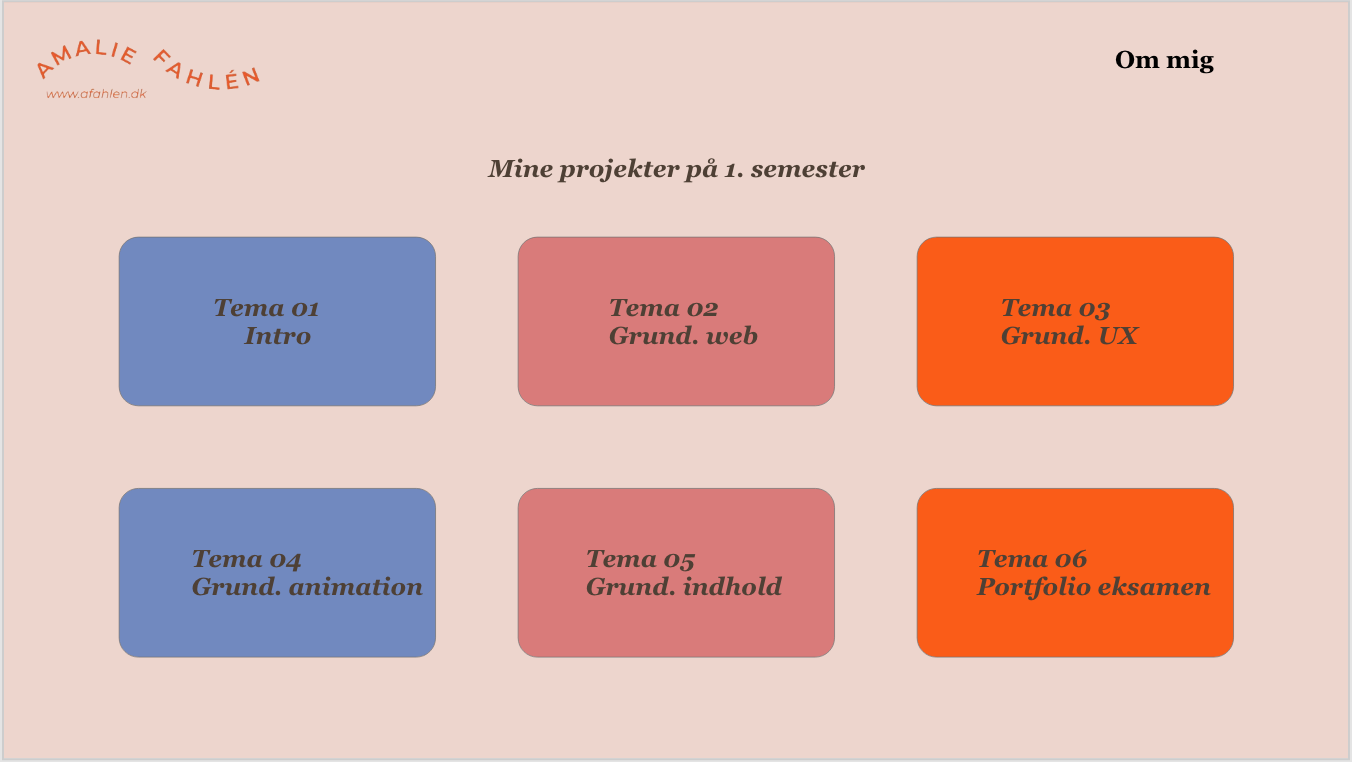 AMALIE FAHLÉN
www.afahlen.dk
Om mig
Mine projekter på 1. semester
Tema 01
Intro
Tema 02
Grund. web
Tema 03
Grund. UX
Tema 04
Grund. animation
Tema 05
Grund. indhold
Tema 06
Portfolio eksamen